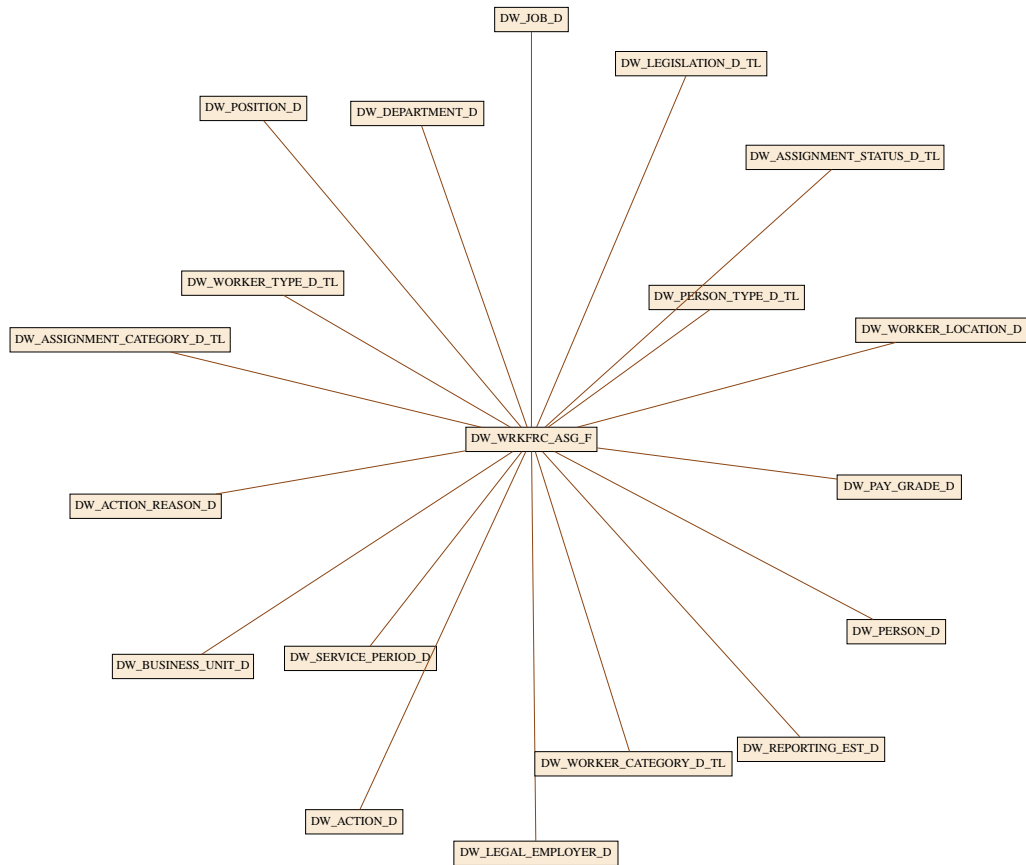 DW_JOB_D
DW_LEGISLATION_D_TL
DW_POSITION_D
DW_DEPARTMENT_D
DW_ASSIGNMENT_STATUS_D_TL
DW_WORKER_TYPE_D_TL
DW_PERSON_TYPE_D_TL
DW_ASSIGNMENT_CATEGORY_D_TL
DW_WORKER_LOCATION_D
DW_WRKFRC_ASG_F
DW_PAY_GRADE_D
DW_ACTION_REASON_D
DW_PERSON_D
DW_BUSINESS_UNIT_D
DW_SERVICE_PERIOD_D
DW_REPORTING_EST_D
DW_WORKER_CATEGORY_D_TL
DW_ACTION_D
DW_LEGAL_EMPLOYER_D